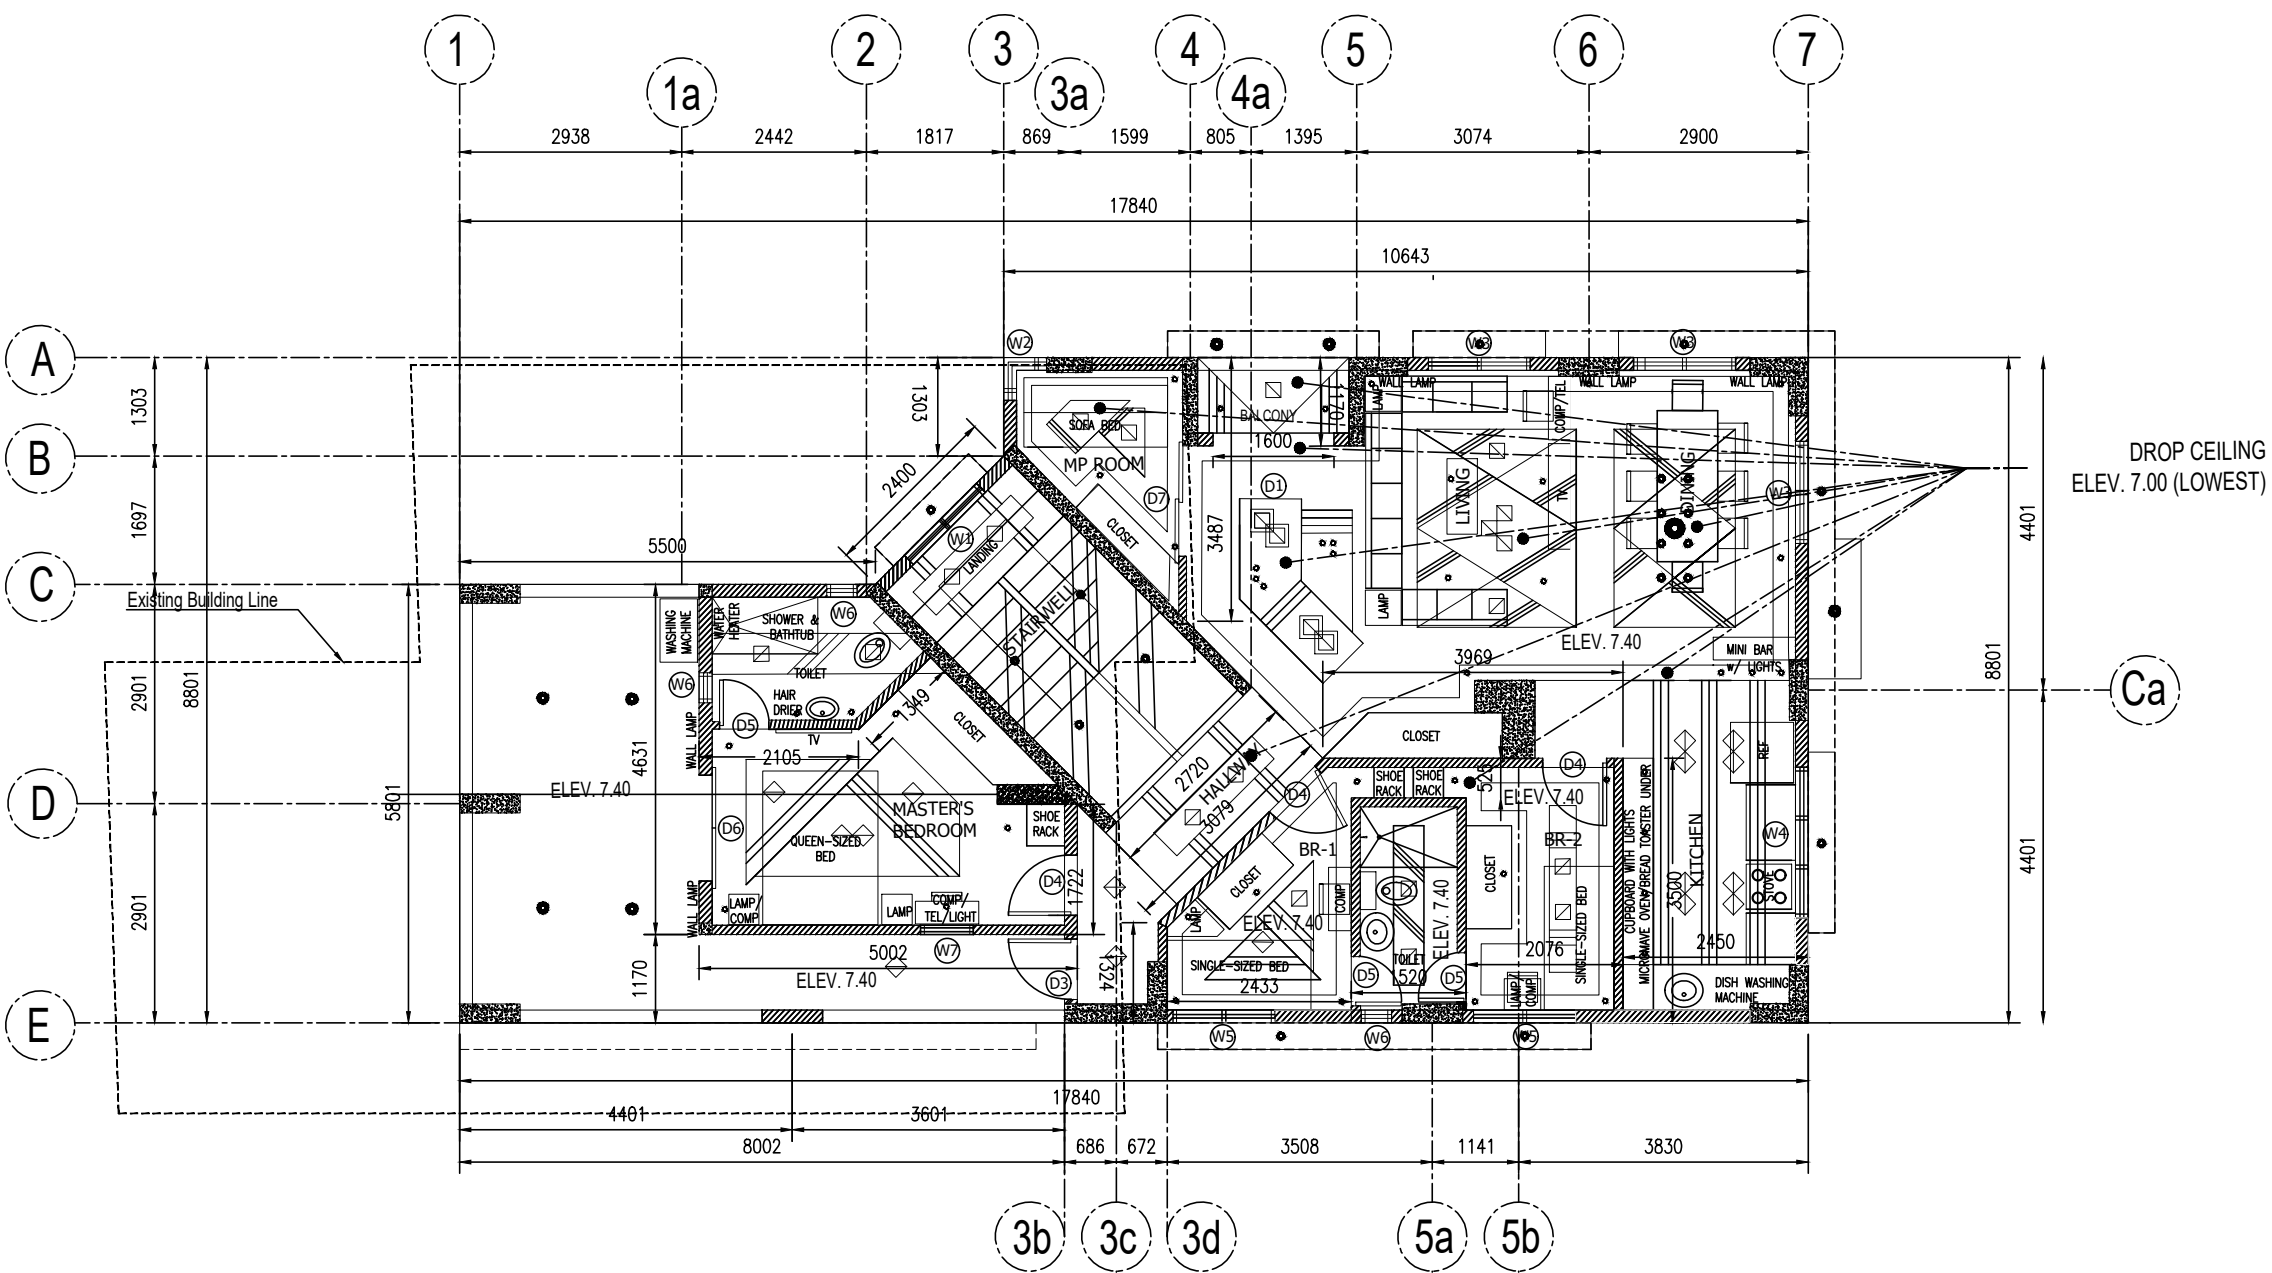 1
2
3
4
5
6
7
1a
3a
4a
2938
2442
1817
869
1599
805
1395
3074
2900
17840
10643
A
B
C
D
E
Ca
1303
1697
2901
2901
8801
5801
Existing Building Line
5500
2400
1303
W2
W3
W3
WALL LAMP
WALL LAMP
WALL LAMP
LAMP
COMP/TEL
BALCONY
1170
1600
SOFA BED
MP ROOM
D7
D1
CLOSET
3487
LIVING
TV
DINING
W3
LAMP
DROP CEILING
ELEV. 7.00 (LOWEST)
4401
8801
4401
W1
LANDING
STAIRWELL
WASHING
MACHINE
WATER
HEATER
SHOWER &
BATHTUB
W6
TOILET
W6
HAIR
DRIER
D5
TV
1349
CLOSET
WALL LAMP
2105
4631
ELEV. 7.40
MASTER'S
BEDROOM
D6
QUEEN-SIZED
BED
SHOE
RACK
WALL LAMP
LAMP/
COMP
LAMP
COMP/
TEL/LIGHT
D4
1722
W7
5002
ELEV. 7.40
D3
1170
1324
2720
HALLWAY
3079
3969
ELEV. 7.40
MINI BAR
w/ LIGHTS
CLOSET
SHOE
RACK
SHOE
RACK
525
D4
D4
ELEV. 7.40
BR-1
BR-2
CLOSET
LAMP
ELEV. 7.40
COMP
SINGLE-SIZED BED
2433
CLOSET
ELEV. 7.40
TOILET
D5
1520
D5
2076
SINGLE-SIZED BED
LAMP/
COMP
CUPBOARD WITH LIGHTS
MICROWAVE OVEN/BREAD TOASTER UNDER
3500
KITCHEN
REF
W4
STOVE
2450
DISH WASHING
MACHINE
W5
W6
W5
17840
4401
3601
8002
686
672
3508
1141
3830
3b
3c
3d
5a
5b